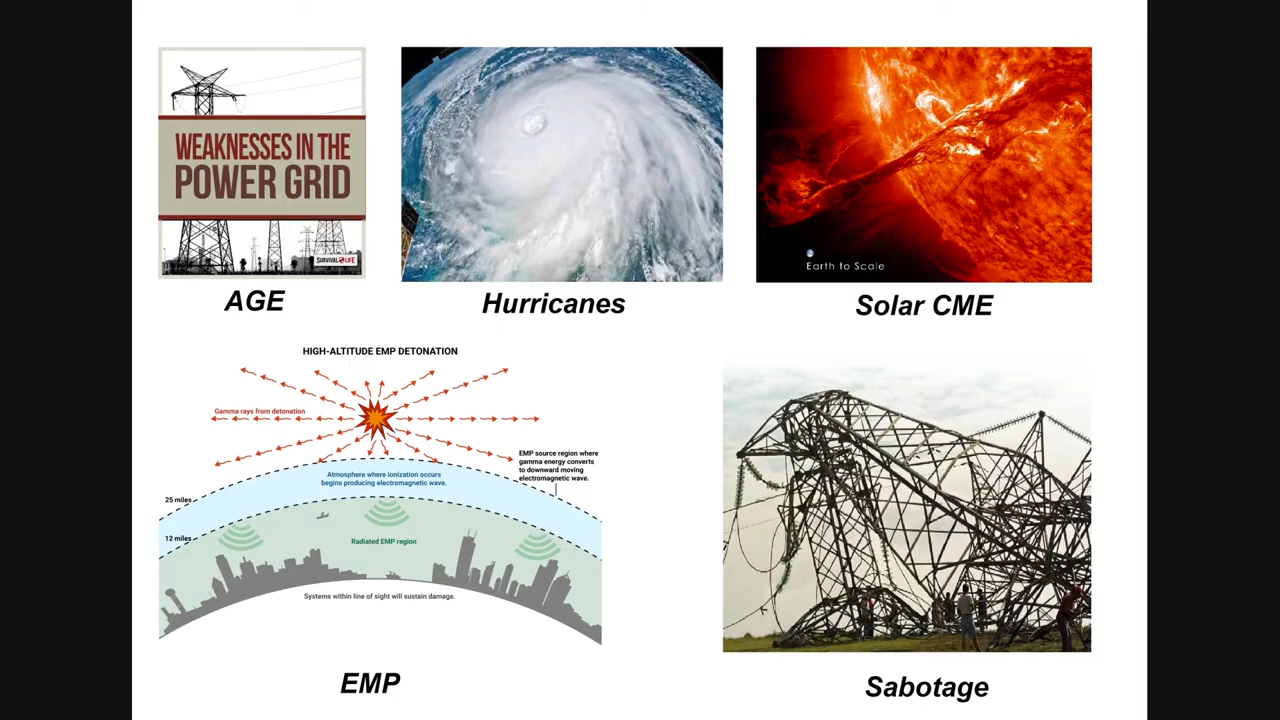 WEAKNESSES IN THE
POWER GRID
SURVIVAL LIFE
AGE
Hurricanes
Earth to Scale
Solar CME
HIGH-ALTITUDE EMP DETONATION
Gamma rays from detonation
EMP source region where
gamma energy converts
to downward moving
electromagnetic wave.
Atmosphere where ionization occurs
begins producing electromagnetic wave.
25 miles
12 miles
Radiated EMP region
Systems within line of sight will sustain damage.
EMP
Sabotage